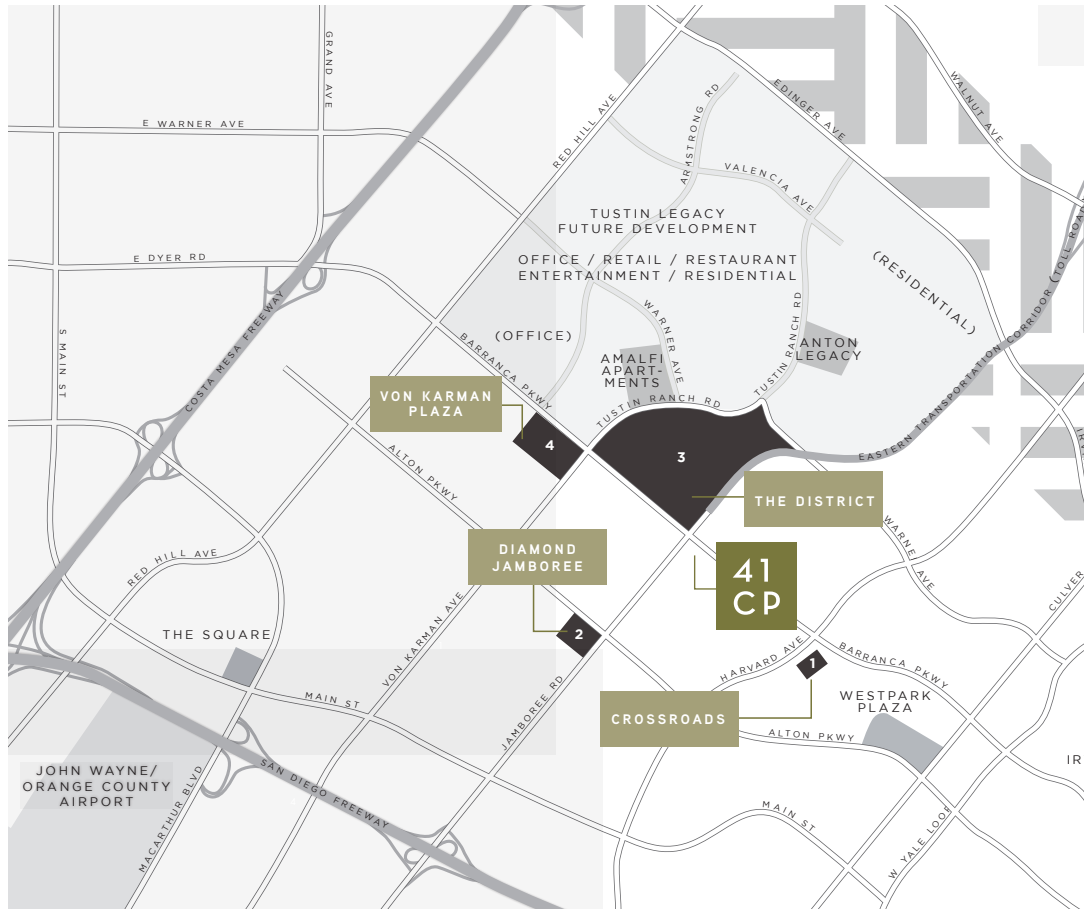 GRAND AVE
E WARNER AVE
RED HILL AVE
ARMSTRONG RD
EDINGER AVE
WALNUT AVE
VALENCIA AVE
TUSTIN LEGACY
FUTURE DEVELOPMENT
OFFICE / RETAIL / RESTAURANT
ENTERTAINMENT / RESIDENTIAL
(RESIDENTIAL)
E DYER RD
COSTA MESA FREEWAY
S MAIN ST
(OFFICE)
BARRANCA PKWY
WARNER AVE
TUSTIN RANCH RD
ANTON
LEGACY
AMALFI
APART-
MENTS
TUSTIN RANCH RD
EASTERN TRANSPORTATION CORRIDOR (TOLL ROAD
VON KARMAN
PLAZA
4
3
ALTON PKWY
THE DISTRICT
WARNE AVE
DIAMOND
JAMBOREE
41
CP
RED HILL AVE
CULVER
THE SQUARE
VON KARMAN AVE
2
HARVARD AVE
1
BARRANCA PKWY
MAIN ST
JAMBOREE RD
CROSSROADS
WESTPARK
PLAZA
ALTON PKWY
JOHN WAYNE/
ORANGE COUNTY
AIRPORT
MACARTHUR BLVD
SAN DIEGO FREEWAY
IR
MAIN ST
W YALE LOOP